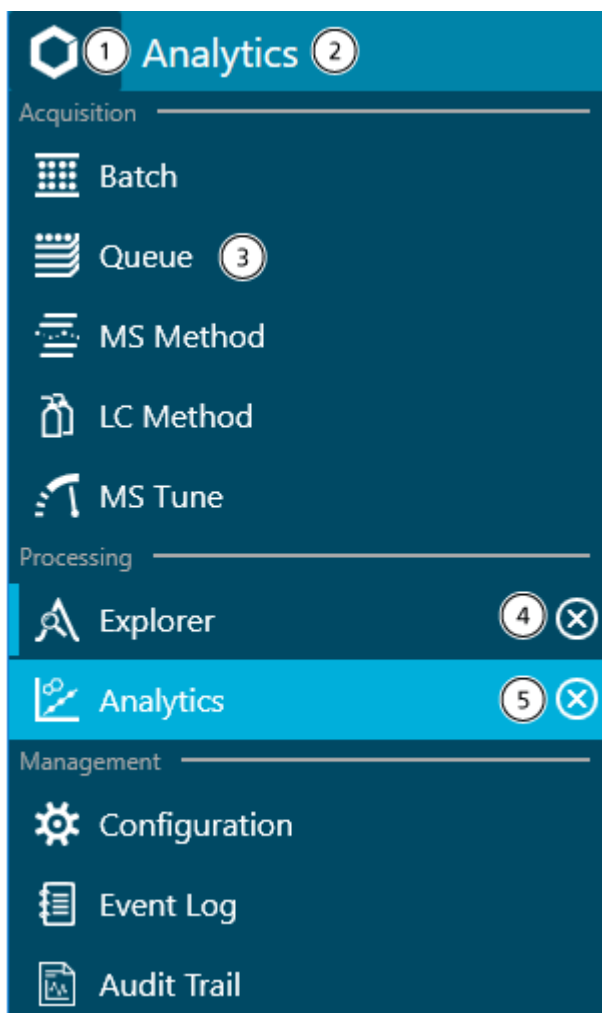 1 Analytics 2
Acquisition
Batch
Queue 3
MS Method
LC Method
MS Tune
Processing
Explorer 4
Analytics 5
Management
Configuration
Event Log
Audit Trail